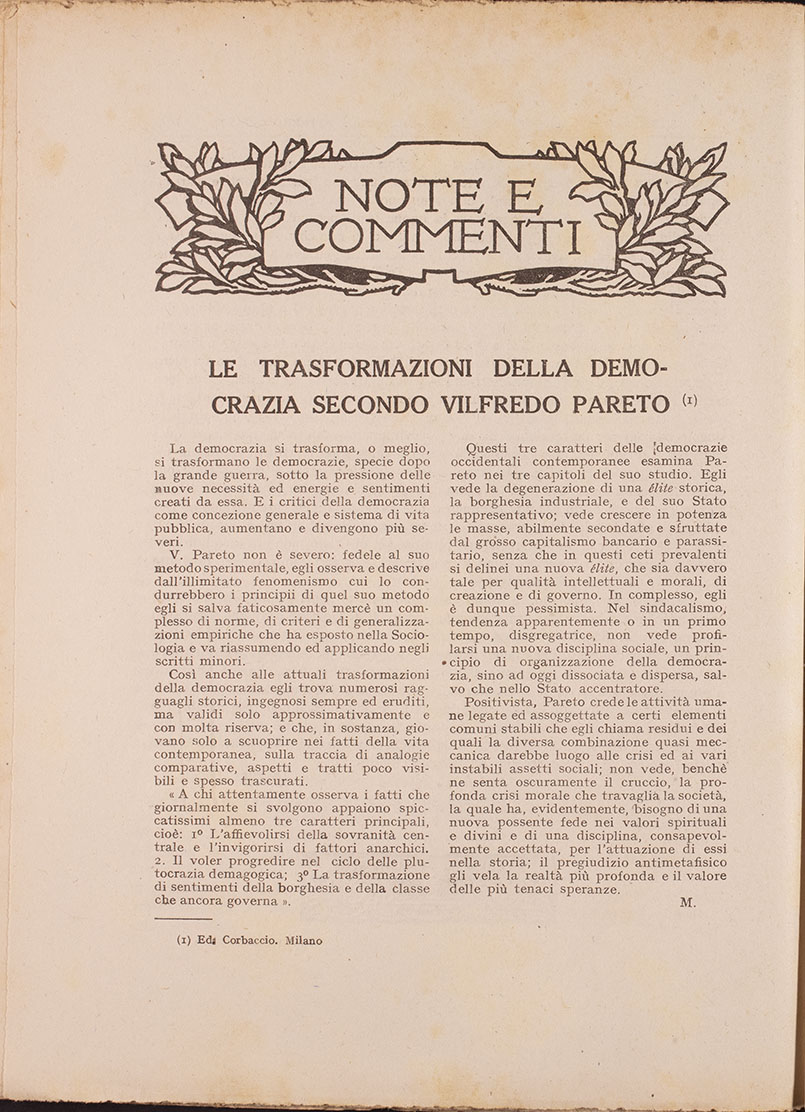 NOTE E
COMMENTI
LE TRASFORMAZIONI DELLA DEMO-
CRAZIA SECONDO VILFREDO PARETO (1)
La democrazia si trasforma, o meglio,
si trasformano le democrazie, specie dopo
la grande guerra, sotto la pressione delle
nuove necessità ed energie e sentimenti
creati da essa. E i critici della democrazia
come concezione generale e sistema di vita
pubblica, aumentano e divengono più se-
veri.
V. Pareto non è severo: fedele al suo
metodo sperimentale, egli osserva e descrive
dall'illimitato fenomenismo cui lo con-
durrebbero i principii di quel suo metodo
egli si salva faticosamente mercè un com-
plesso di norme, di criteri e di generalizza-
zioni empiriche che ha esposto nella Socio-
logia e va riassumendo ed applicando negli
scritti minori.
Così anche alle attuali trasformazioni
della democrazia egli trova numerosi rag-
guagli storici, ingegnosi sempre ed eruditi,
ma validi solo approssimativamente e
con molta riserva; e che, in sostanza, gio-
vano solo a scuoprire nei fatti della vita
contemporanea, sulla traccia di analogie
comparative, aspetti e tratti poco visi-
bili e spesso trascurati.
« A chi attentamente osserva i fatti che
giornalmente si svolgono appaiono spic-
catissimi almeno tre caratteri principali,
cioè: 1º L'affievolirsi della sovranità cen-
trale e l'invigorirsi di fattori anarchici.
2. Il voler progredire nel ciclo delle plu-
tocrazia demagogica; 3º La trasformazione
di sentimenti della borghesia e della classe
che ancora governa ».
(1) Ed. Corbaccio. Milano
Questi tre caratteri delle democrazie
occidentali contemporanee esamina Pa-
reto nei tre capitoli del suo studio. Egli
vede la degenerazione di una élite storica,
la borghesia industriale, e del suo Stato
rappresentativo; vede crescere in potenza
le masse, abilmente secondate e sfruttate
dal grosso capitalismo bancario e parassi-
tario, senza che in questi ceti prevalenti
si delinei una nuova élite, che sia davvero
tale per qualità intellettuali e morali, di
creazione e di governo. In complesso, egli
è dunque pessimista. Nel sindacalismo,
tendenza apparentemente o in un primo
tempo, disgregatrice, non vede profi-
larsi una nuova disciplina sociale, un prin-
cipio di organizzazione della democra-
zia, sino ad oggi dissociata e dispersa, sal-
vo che nello Stato accentratore.
Positivista, Pareto crede le attività uma-
ne legate ed assoggettate a certi elementi
comuni stabili che egli chiama residui e dei
quali la diversa combinazione quasi mec-
canica darebbe luogo alle crisi ed ai vari
instabili assetti sociali; non vede, benchè
ne senta oscuramente il cruccio, la pro-
fonda crisi morale che travaglia la società,
la quale ha, evidentemente, bisogno di una
nuova possente fede nei valori spirituali
e divini e di una disciplina, consapevol-
mente accettata, per l'attuazione di essi
nella storia; il pregiudizio antimetafisico
gli vela la realtà più profonda e il valore
delle più tenaci speranze.
M.